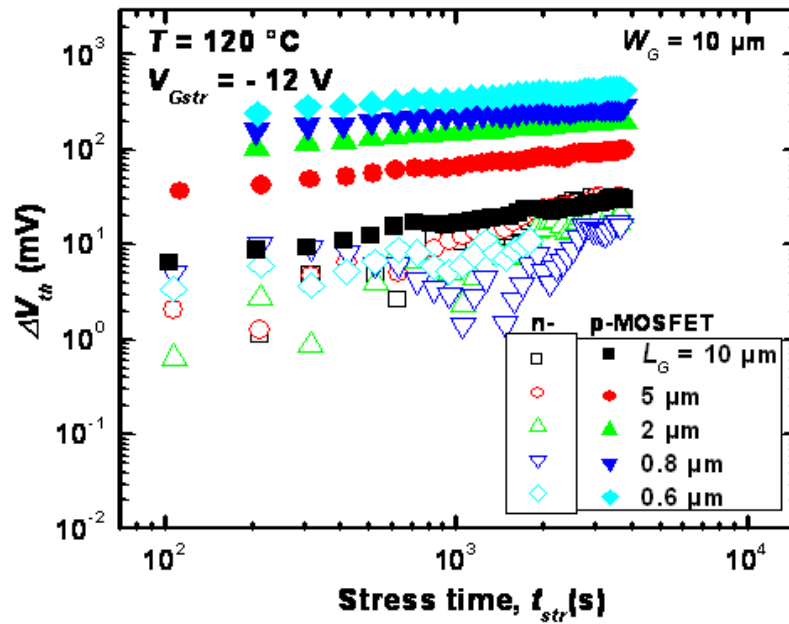 T = 120 °C
W_G = 10 µm
V_Gstr = - 12 V
ΔV_th (mV)
10^3
10^2
10^1
10^0
10^-1
10^-2
n- p-MOSFET
L_G = 10 µm
5 µm
2 µm
0.8 µm
0.6 µm
10^2 10^3 10^4
Stress time, t_str(s)